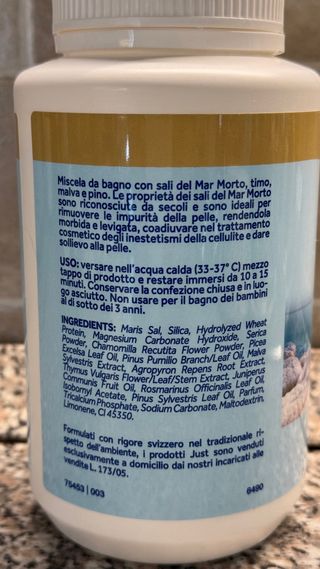 Miscela da bagno con sali del Mar Morto, timo,
malva e pino. Le proprietà dei sali del Mar Morto
sono riconosciute da secoli e sono ideali per
rimuovere le impurità della pelle, rendendola
morbida e levigata, coadiuvare nel trattamento
cosmetico degli inestetismi della cellulite e dare
sollievo alla pelle.
USO: versare nell'acqua calda (33-37° C) mezzo
tappo di prodotto e restare immersi da 10 a 15
minuti. Conservare la confezione chiusa e in luo-
go asciutto. Non usare per il bagno dei bambini
al di sotto dei 3 anni.
INGREDIENTS: Maris Sal, Silica, Hydrolyzed Wheat
Protein, Magnesium Carbonate Hydroxide, Serica
Powder, Chamomilla Recutita Flower Powder, Picea
Excelsa Leaf Oil, Pinus Pumilio Branch/Leaf Oil, Malva
Sylvestris Extract, Agropyron Repens Root Extract,
Thymus Vulgaris Flower/Leaf/Stem Extract, Juniperus
Communis Fruit Oil, Rosmarinus Officinalis Leaf Oil,
Isobornyl Acetate, Pinus Sylvestris Leaf Oil, Parfum,
Tricalcium Phosphate, Sodium Carbonate, Maltodextrin,
Limonene, CI 45350.
Formulati con rigore svizzero nel tradizionale ri-
spetto dell'ambiente, i prodotti Just sono venduti
esclusivamente a domicilio dai nostri incaricati alle
vendite L. 173/05.
75453 | 003 6490